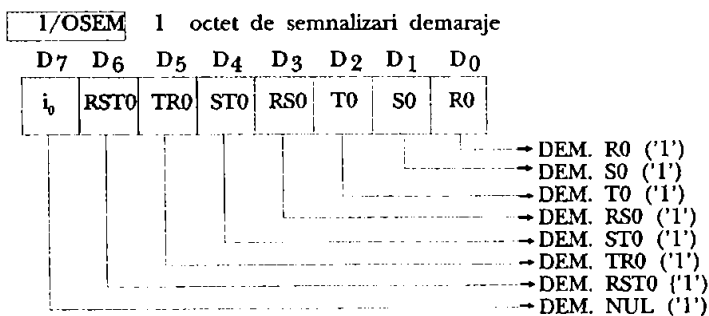 1/OSEM 1 octet de semnalizari demaraje
D7 D6 D5 D4 D3 D2 D1 D0
i0 RST0 TR0 ST0 RS0 T0 S0 R0
DEM. R0 ('1')
DEM. S0 ('1')
DEM. T0 ('1')
DEM. RS0 ('1')
DEM. ST0 ('1')
DEM. TR0 ('1')
DEM. RST0 ('1')
DEM. NUL ('1')